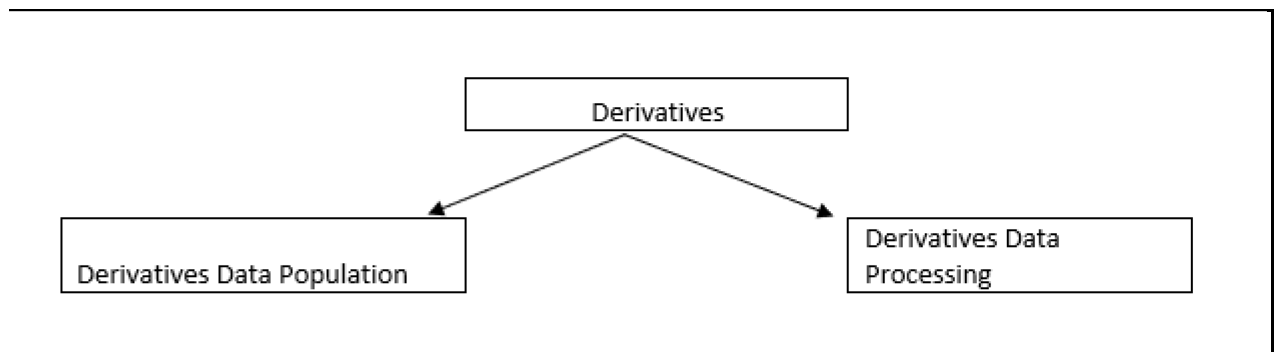 Derivatives
Derivatives Data Population
Derivatives Data
Processing